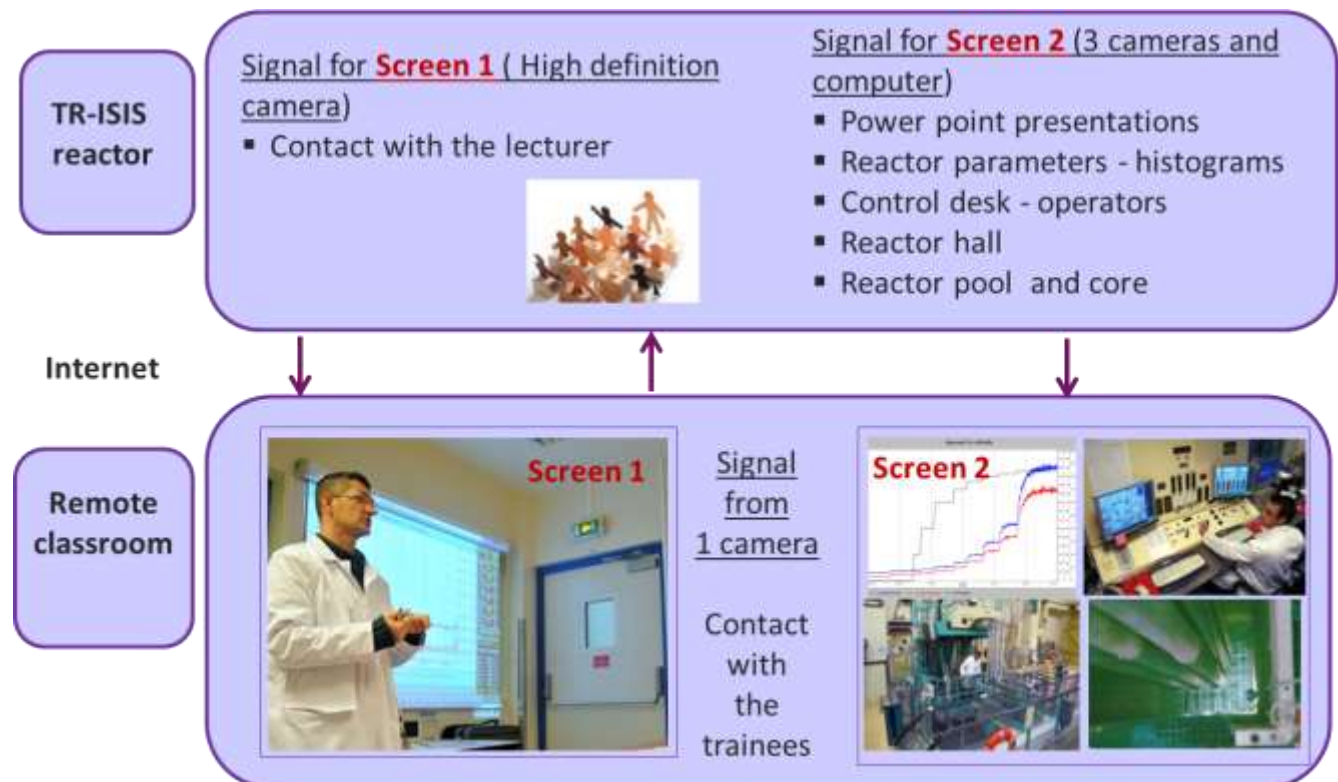 TR-ISIS
reactor
Signal for Screen 1 ( High definition
camera)
▪ Contact with the lecturer
Signal for Screen 2 (3 cameras and
computer)
▪ Power point presentations
▪ Reactor parameters - histograms
▪ Control desk - operators
▪ Reactor hall
▪ Reactor pool and core
Internet
Remote
classroom
Screen 1
Signal
from
1 camera
Contact
with
the
trainees
Screen 2